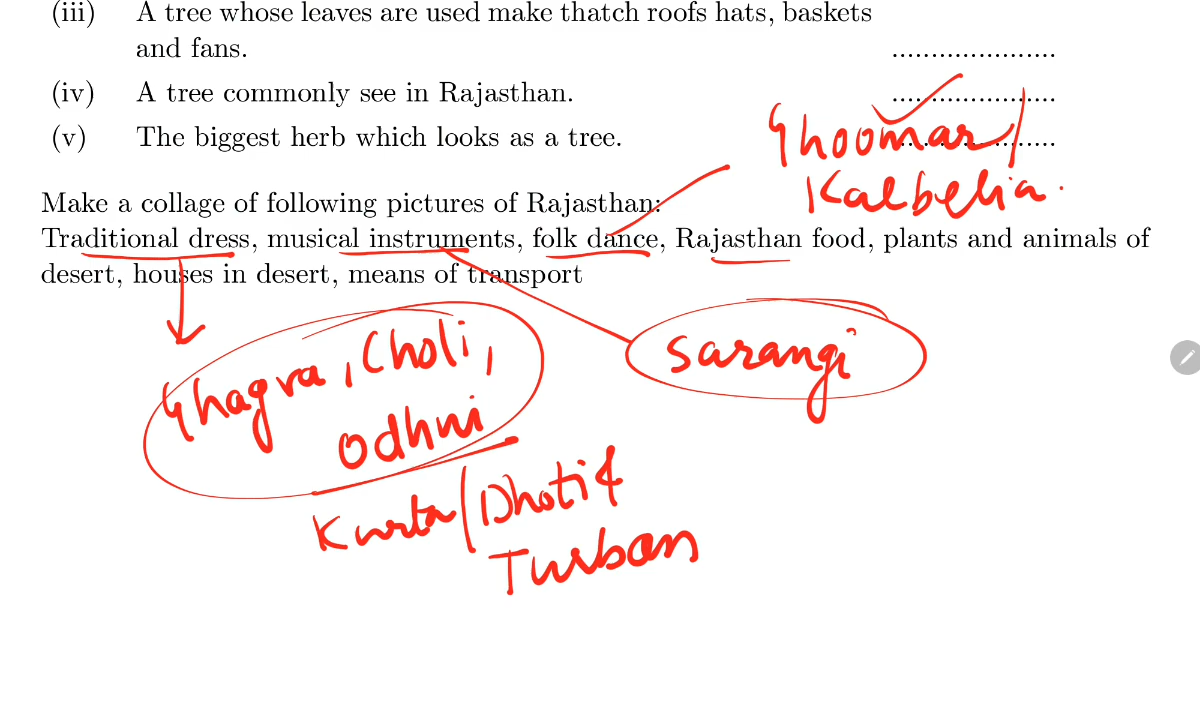 (iii) A tree whose leaves are used make thatch roofs hats, baskets
and fans. .....................
(iv) A tree commonly see in Rajasthan. .....................
(v) The biggest herb which looks as a tree. .....................
Ghoomar/
Kalbelia.
Make a collage of following pictures of Rajasthan:
Traditional dress, musical instruments, folk dance, Rajasthan food, plants and animals of
desert, houses in desert, means of transport
Ghagra, Choli,
Odhni
Sarangi
Kurta/Dhoti &
Turban